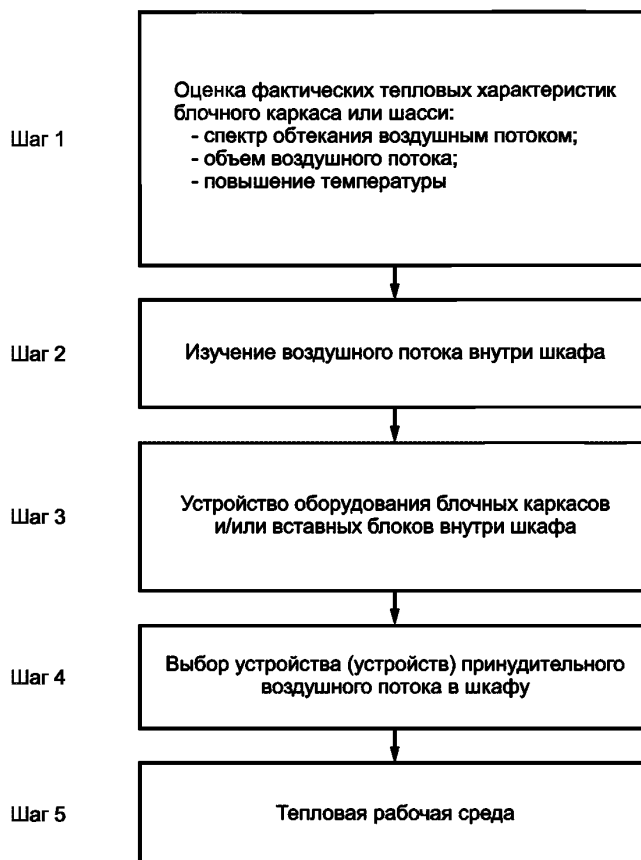 Шаг 1
Оценка фактических тепловых характеристик
блочного каркаса или шасси:
- спектр обтекания воздушным потоком;
- объем воздушного потока;
- повышение температуры
Шаг 2
Изучение воздушного потока внутри шкафа
Шаг 3
Устройство оборудования блочных каркасов
и/или вставных блоков внутри шкафа
Шаг 4
Выбор устройства (устройств) принудительного
воздушного потока в шкафу
Шаг 5
Тепловая рабочая среда